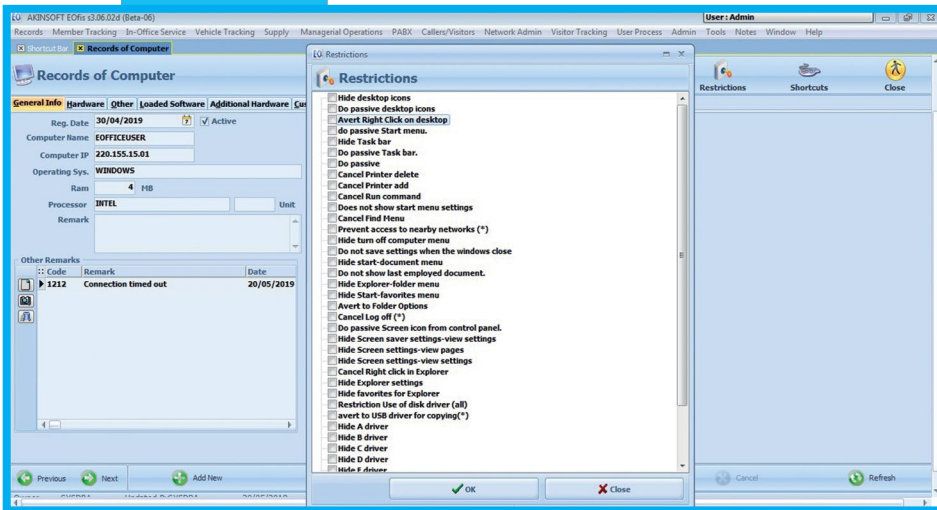 AKINSOFT EOfis s3.06.02d (Beta-06)
User : Admin
Records Member Tracking In-Office Service Vehicle Tracking Supply Managerial Operations PABX Callers/Visitors Network Admin Visitor Tracking User Process Admin Tools Notes Window Help
Shortcut Bar Records of Computer
Records of Computer
General Info Hardware Other Loaded Software Additional Hardware Cus
Reg. Date 30/04/2019 7 Active
Computer Name EOFFICEUSER
Computer IP 220.155.15.01
Operating Sys. WINDOWS
Ram 4 MB
Processor INTEL Unit
Remark
Other Remarks
Code Remark Date
1212 Connection timed out 20/05/2019
Previous Next Add New
Restrictions
Restrictions
Hide desktop icons
Do passive desktop icons
Avert Right Click on desktop
do passive Start menu.
Hide Task bar
Do passive Task bar.
Do passive
Cancel Printer delete
Cancel Printer add
Cancel Run command
Does not show start menu settings
Cancel Find Menu
Prevent access to nearby networks (*)
Hide turn off computer menu
Do not save settings when the windows close
Hide start-document menu
Do not show last employed document.
Hide Explorer-folder menu
Hide Start-favorites menu
Avert to Folder Options
Cancel Log off (*)
Do passive Screen icon from control panel.
Hide Screen saver settings-view settings
Hide Screen settings-view pages
Hide Screen settings-view settings
Cancel Right click in Explorer
Hide Explorer settings
Hide favorites for Explorer
Restriction Use of disk driver (all)
avert to USB driver for copying(*)
Hide A driver
Hide B driver
Hide C driver
Hide D driver
Hide E driver
OK Close
Restrictions Shortcuts Close
Cancel Refresh